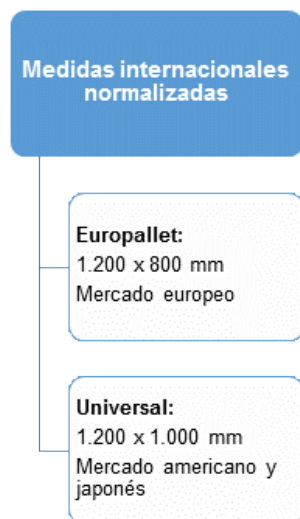 Medidas internacionales
normalizadas
Europallet:
1.200 x 800 mm
Mercado europeo
Universal:
1.200 x 1.000 mm
Mercado americano y
japonés